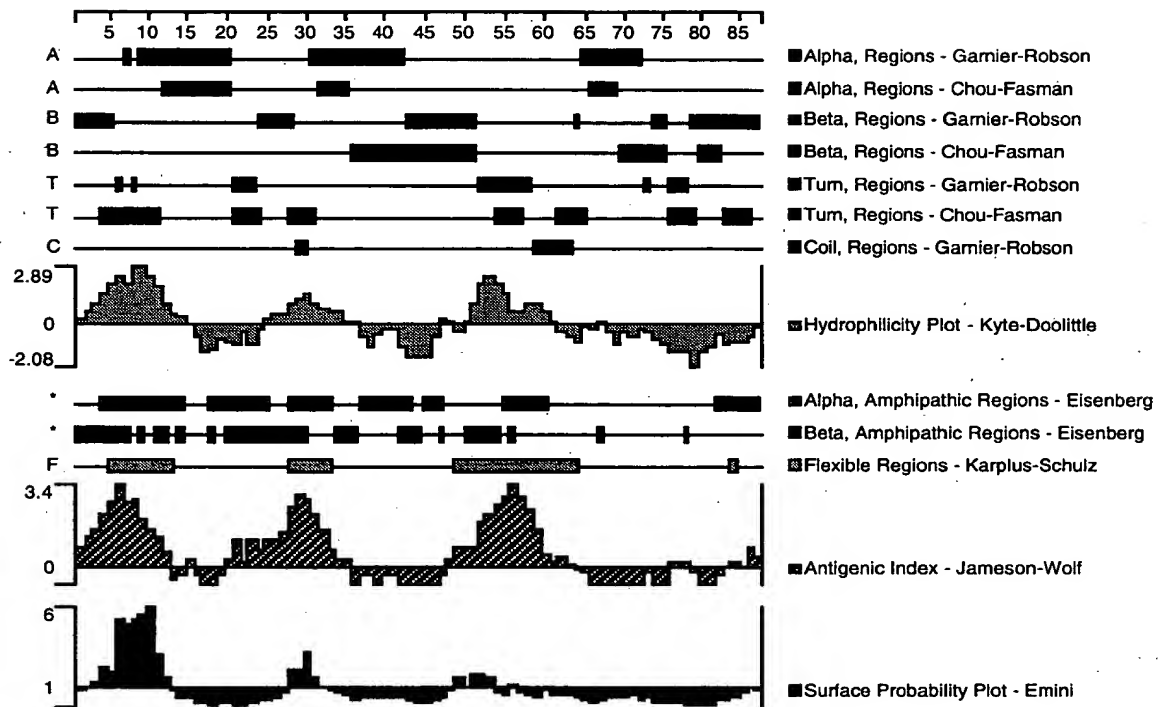 5 10 15 20 25 30 35 40 45 50 55 60 65 70 75 80 85
A Alpha, Regions - Garnier-Robson
A Alpha, Regions - Chou-Fasman
B Beta, Regions - Garnier-Robson
B Beta, Regions - Chou-Fasman
T Turn, Regions - Garnier-Robson
T Turn, Regions - Chou-Fasman
C Coil, Regions - Garnier-Robson
2.89
0 Hydrophilicity Plot - Kyte-Doolittle
-2.08
* Alpha, Amphipathic Regions - Eisenberg
* Beta, Amphipathic Regions - Eisenberg
F Flexible Regions - Karplus-Schulz
3.4
0 Antigenic Index - Jameson-Wolf
6
1 Surface Probability Plot - Emini